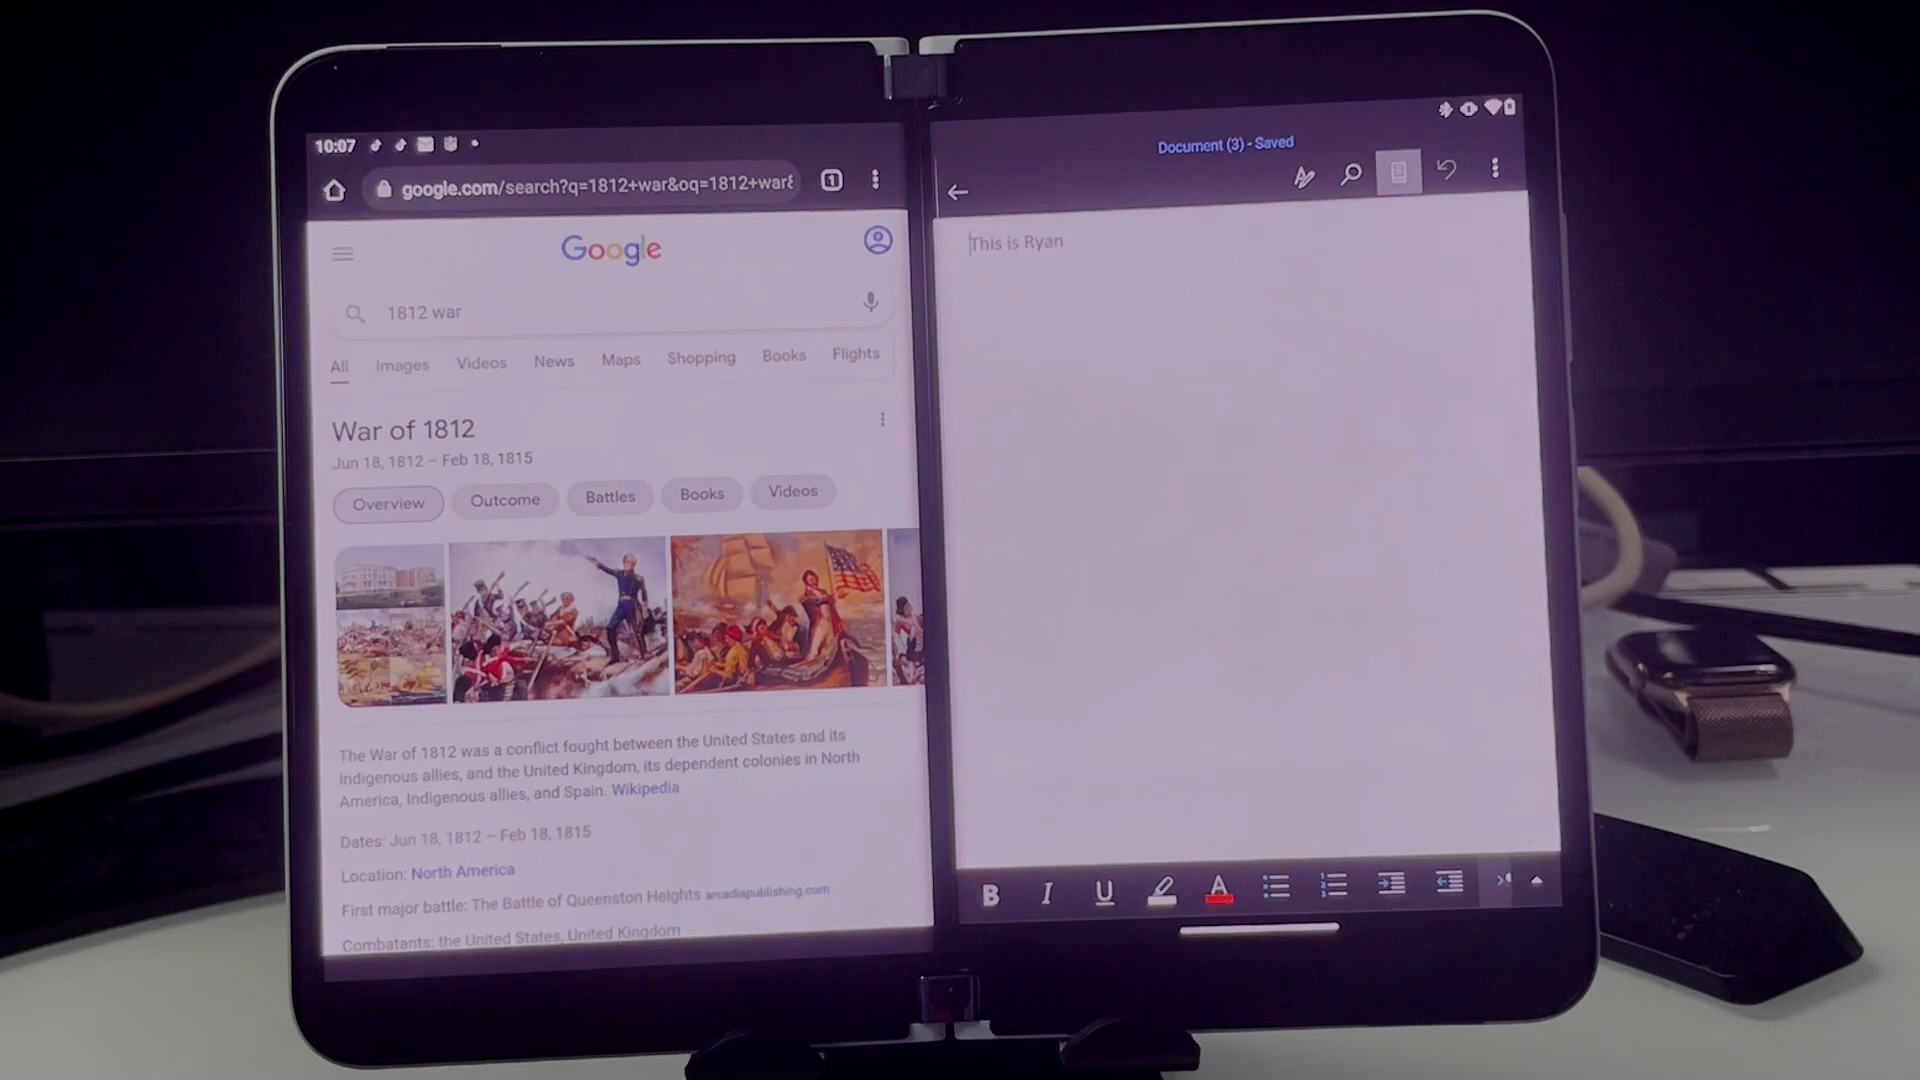 10:07
google.com/search?q=1812+war&oq=1812+war&
1
Google
1812 war
All Images Videos News Maps Shopping Books Flights
War of 1812
Jun 18, 1812 – Feb 18, 1815
Overview Outcome Battles Books Videos
The War of 1812 was a conflict fought between the United States and its
Indigenous allies, and the United Kingdom, its dependent colonies in North
America, Indigenous allies, and Spain. Wikipedia
Dates: Jun 18, 1812 – Feb 18, 1815
Location: North America
First major battle: The Battle of Queenston Heights arcadiapublishing.com
Combatants: the United States, United Kingdom
Document (3) - Saved
This is Ryan
B I U A